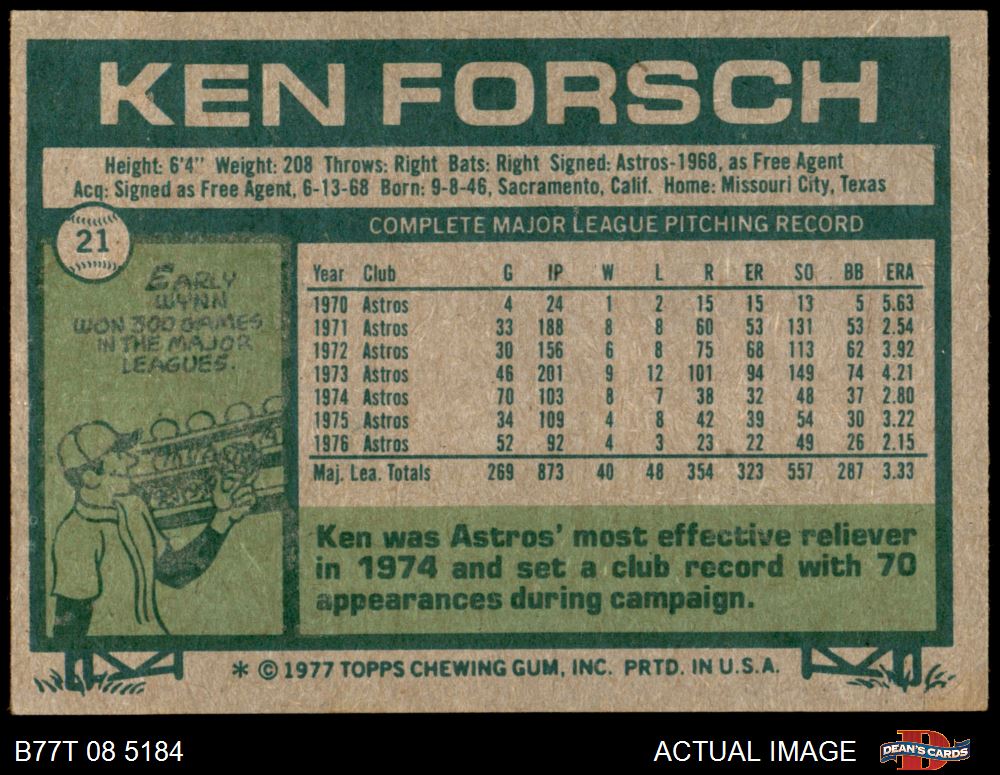 KEN FORSCH
Height: 6'4" Weight: 208 Throws: Right Bats: Right Signed: Astros-1968, as Free Agent
Acq: Signed as Free Agent, 6-13-68 Born: 9-8-46, Sacramento, Calif. Home: Missouri City, Texas
21
EARLY
WYNN
WON 300 GAMES
IN THE MAJOR
LEAGUES.
COMPLETE MAJOR LEAGUE PITCHING RECORD
Year Club G IP W L R ER SO BB ERA
1970 Astros 4 24 1 2 15 15 13 5 5.63
1971 Astros 33 188 8 8 60 53 131 53 2.54
1972 Astros 30 156 6 8 75 68 113 62 3.92
1973 Astros 46 201 9 12 101 94 149 74 4.21
1974 Astros 70 103 8 7 38 32 48 37 2.80
1975 Astros 34 109 4 8 42 39 54 30 3.22
1976 Astros 52 92 4 3 23 22 49 26 2.15
Maj. Lea. Totals 269 873 40 48 354 323 557 287 3.33
Ken was Astros' most effective reliever
in 1974 and set a club record with 70
appearances during campaign.
* © 1977 TOPPS CHEWING GUM, INC. PRTD. IN U.S.A.
B77T 08 5184
ACTUAL IMAGE
D
DEAN'S CARDS